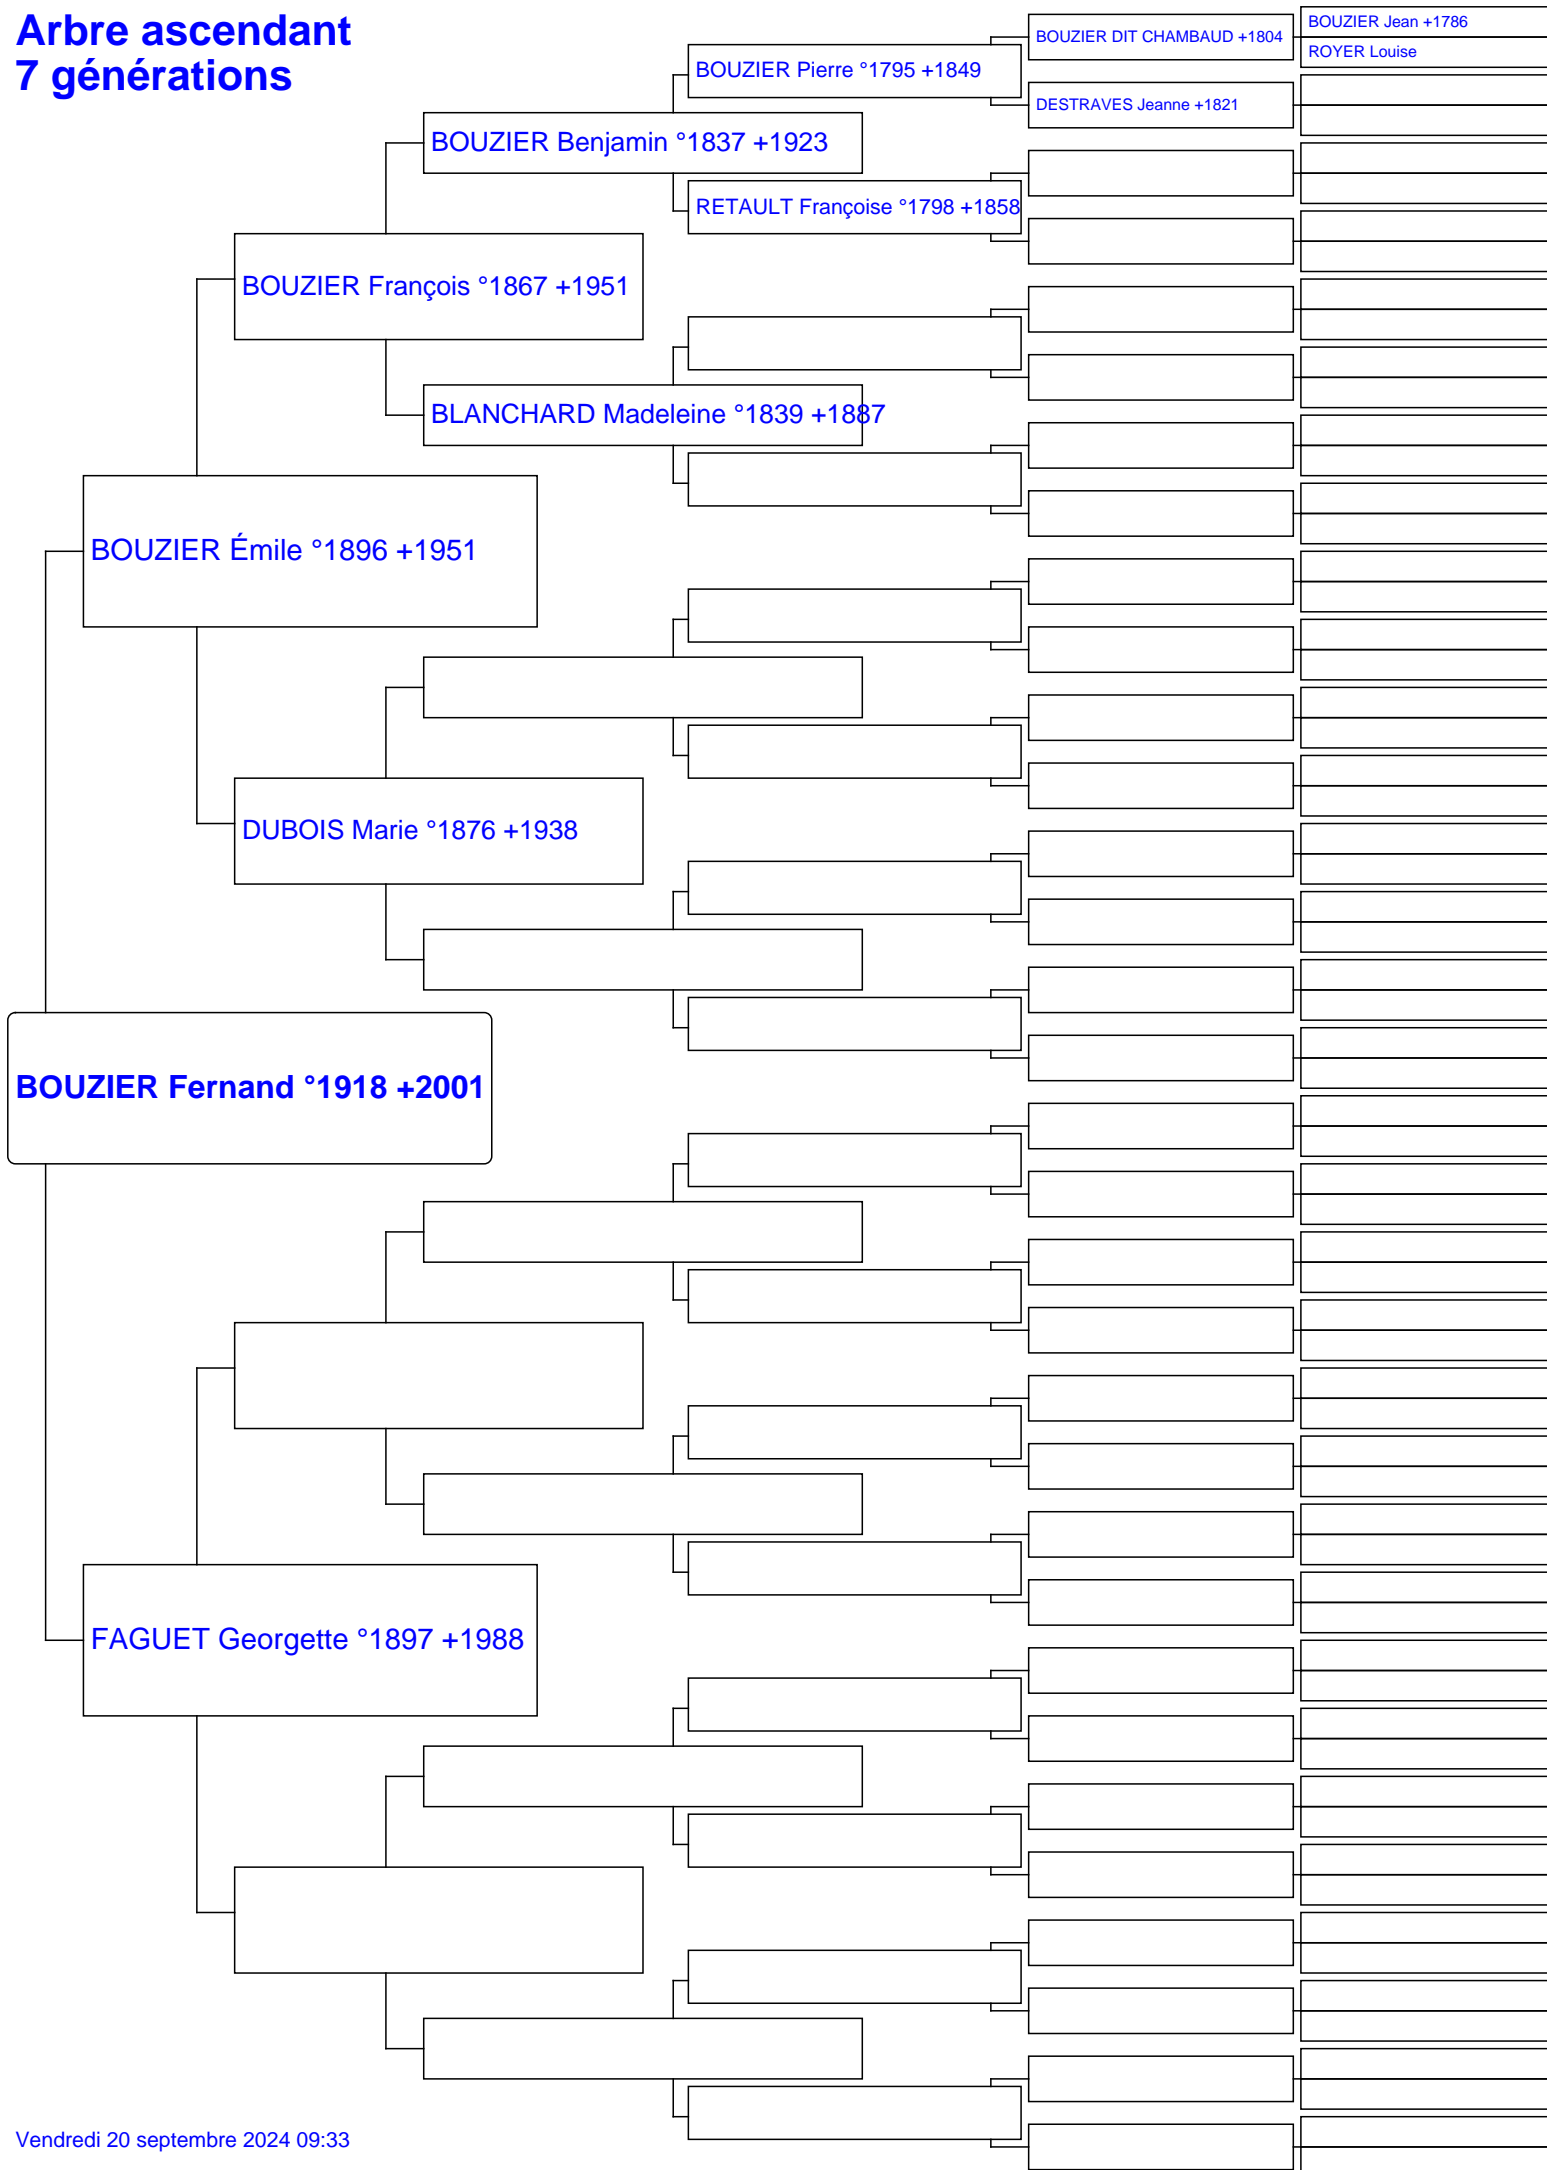 Arbre ascendant
7 générations
BOUZIER Jean +1786
BOUZIER DIT CHAMBAUD +1804
ROYER Louise
BOUZIER Pierre °1795 +1849
DESTRAVES Jeanne +1821
BOUZIER Benjamin °1837 +1923
RETAULT Françoise °1798 +1858
BOUZIER François °1867 +1951
BLANCHARD Madeleine °1839 +1887
BOUZIER Émile °1896 +1951
DUBOIS Marie °1876 +1938
BOUZIER Fernand °1918 +2001
FAGUET Georgette °1897 +1988
Vendredi 20 septembre 2024 09:33